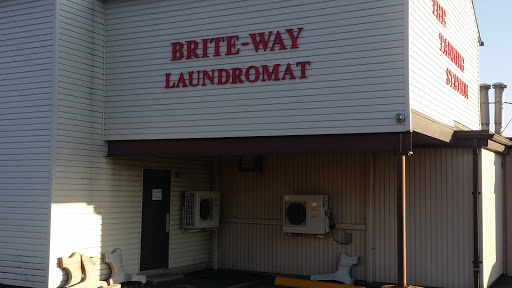 BRITE-WAY
LAUNDROMAT
THE
TANNING
STATION